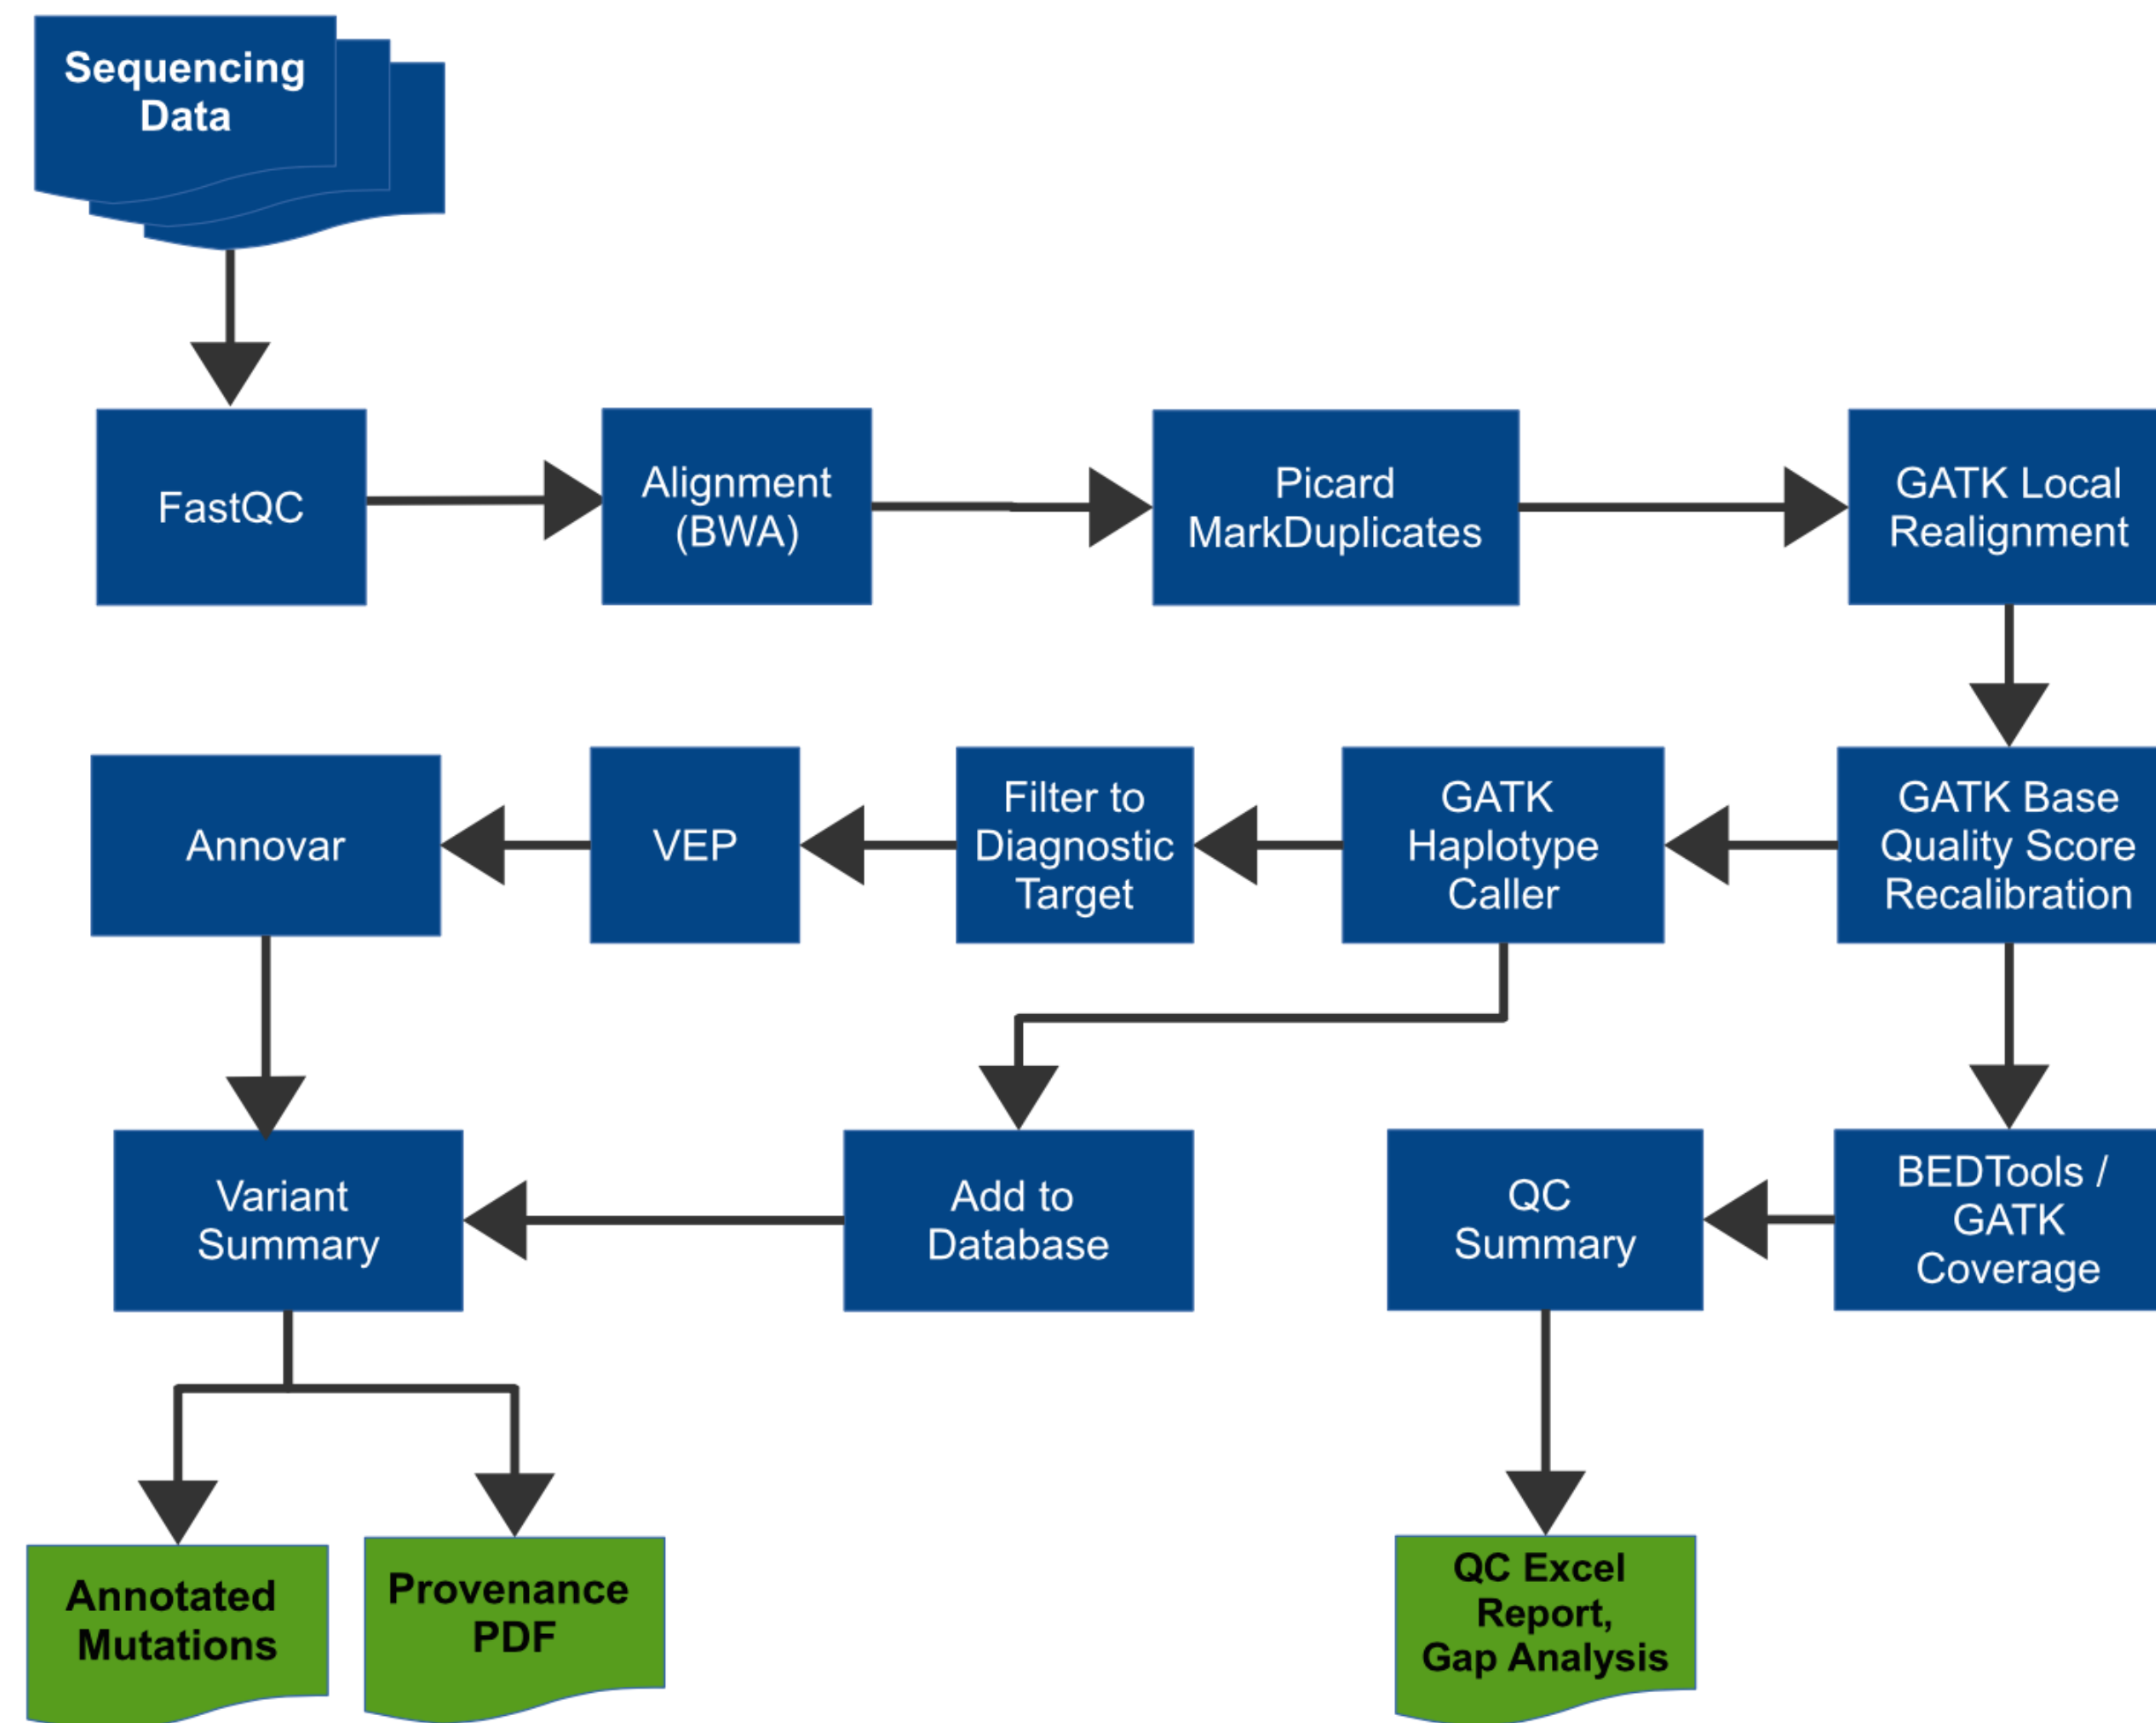 Sequencing
Data
FastQC
Alignment
(BWA)
Picard
MarkDuplicates
GATK Local
Realignment
Annovar
VEP
Filter to
Diagnostic
Target
GATK
Haplotype
Caller
GATK Base
Quality Score
Recalibration
Variant
Summary
Add to
Database
QC
Summary
BEDTools /
GATK
Coverage
Annotated
Mutations
Provenance
PDF
QC Excel
Report,
Gap Analysis